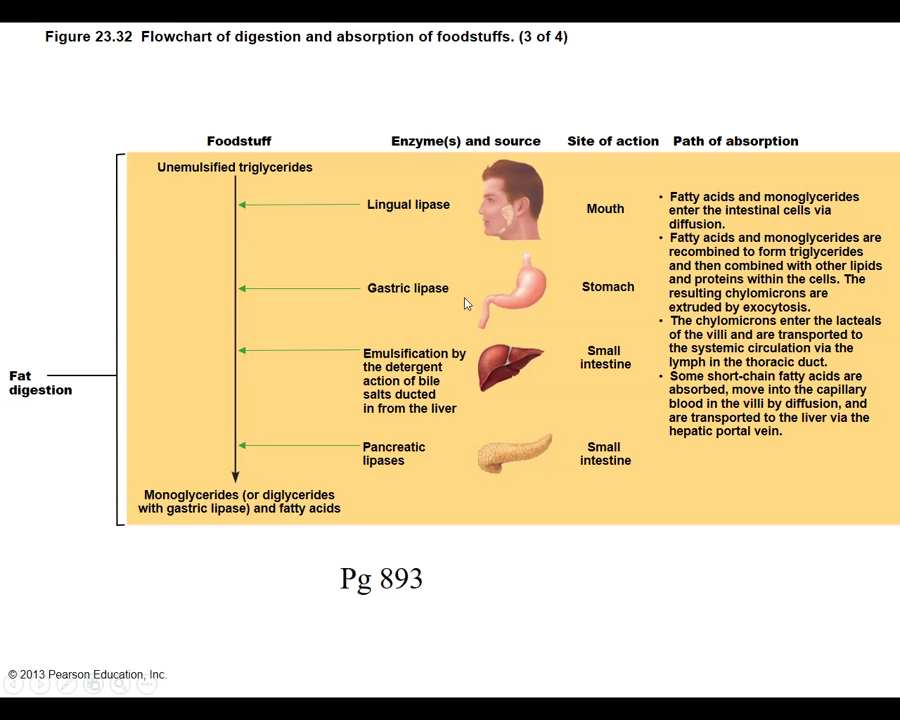 Figure 23.32 Flowchart of digestion and absorption of foodstuffs. (3 of 4)
Foodstuff
Enzyme(s) and source
Site of action
Path of absorption
Fat
digestion
Unemulsified triglycerides
Lingual lipase
Mouth
Gastric lipase
Stomach
Emulsification by
the detergent
action of bile
salts ducted
in from the liver
Small
intestine
Pancreatic
lipases
Small
intestine
Monoglycerides (or diglycerides
with gastric lipase) and fatty acids
• Fatty acids and monoglycerides
enter the intestinal cells via
diffusion.
• Fatty acids and monoglycerides are
recombined to form triglycerides
and then combined with other lipids
and proteins within the cells. The
resulting chylomicrons are
extruded by exocytosis.
• The chylomicrons enter the lacteals
of the villi and are transported to
the systemic circulation via the
lymph in the thoracic duct.
• Some short-chain fatty acids are
absorbed, move into the capillary
blood in the villi by diffusion, and
are transported to the liver via the
hepatic portal vein.
Pg 893
© 2013 Pearson Education, Inc.